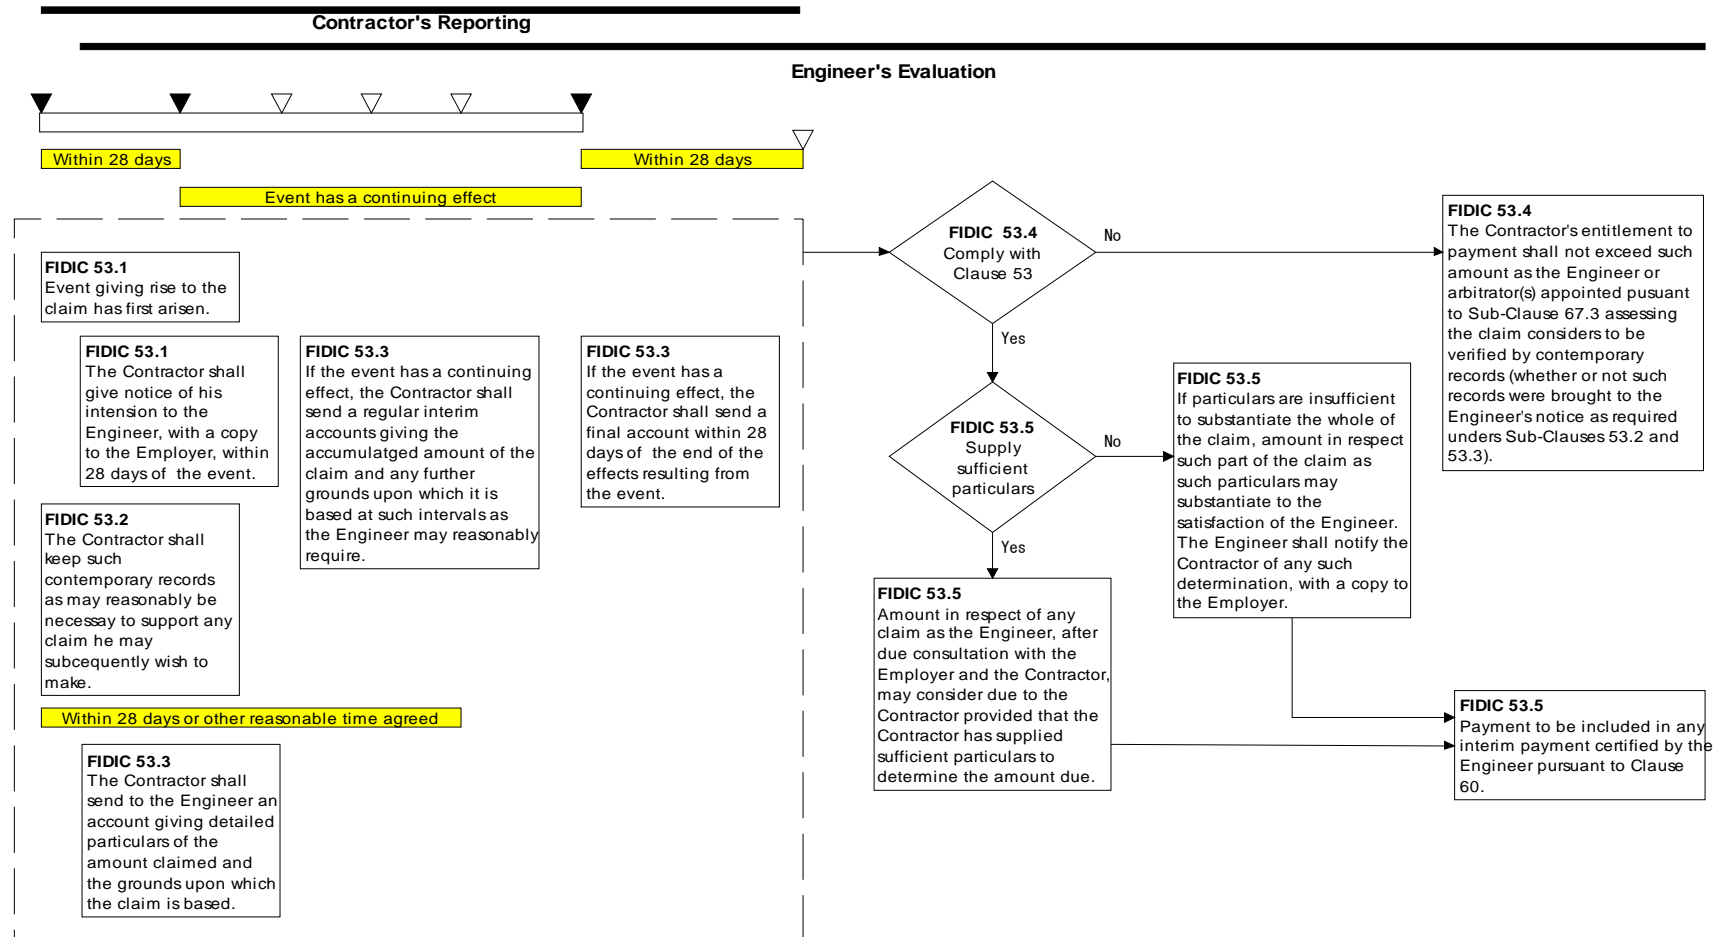 Contractor's Reporting
Engineer's Evaluation
Within 28 days
Within 28 days
Event has a continuing effect
FIDIC 53.1
Event giving rise to the
claim has first arisen.
FIDIC 53.1
The Contractor shall
give notice of his
intension to the
Engineer, with a copy
to the Employer, within
28 days of the event.
FIDIC 53.3
If the event has a continuing
effect, the Contractor shall
send a regular interim
accounts giving the
accumulatged amount of the
claim and any further
grounds upon which it is
based at such intervals as
the Engineer may reasonably
require.
FIDIC 53.3
If the event has a
continuing effect, the
Contractor shall send a
final account within 28
days of the end of the
effects resulting from
the event.
FIDIC 53.2
The Contractor shall
keep such
contemporary records
as may reasonably be
necessay to support any
claim he may
subcequently wish to
make.
Within 28 days or other reasonable time agreed
FIDIC 53.3
The Contractor shall
send to the Engineer an
account giving detailed
particulars of the
amount claimed and
the grounds upon which
the claim is based.
FIDIC 53.4
Comply with
Clause 53
No
Yes
FIDIC 53.4
The Contractor's entitlement to
payment shall not exceed such
amount as the Engineer or
arbitrator(s) appointed pusuant
to Sub-Clause 67.3 assessing
the claim considers to be
verified by contemporary
records (whether or not such
records were brought to the
Engineer's notice as required
unders Sub-Clauses 53.2 and
53.3).
FIDIC 53.5
Supply
sufficient
particulars
No
Yes
FIDIC 53.5
If particulars are insufficient
to substantiate the whole of
the claim, amount in respect
such part of the claim as
such particulars may
substantiate to the
satisfaction of the Engineer.
The Engineer shall notify the
Contractor of any such
determination, with a copy to
the Employer.
FIDIC 53.5
Amount in respect of any
claim as the Engineer, after
due consultation with the
Employer and the Contractor,
may consider due to the
Contractor provided that the
Contractor has supplied
sufficient particulars to
determine the amount due.
FIDIC 53.5
Payment to be included in any
interim payment certified by the
Engineer pursuant to Clause
60.